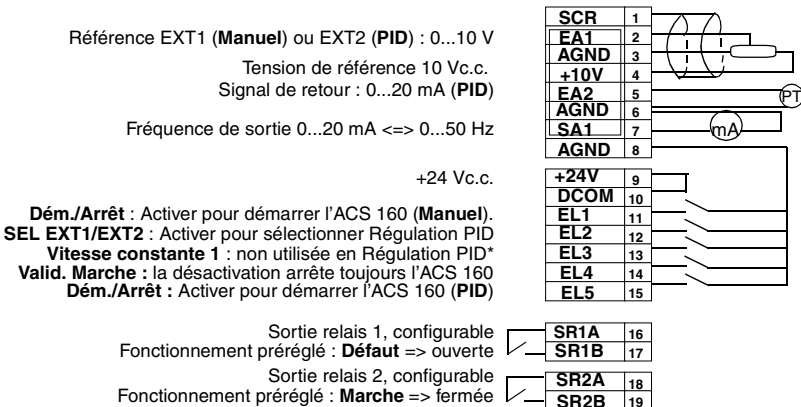 SCR 1
Référence EXT1 (Manuel) ou EXT2 (PID) : 0...10 V EA1 2
AGND 3
Tension de référence 10 Vc.c. +10V 4
Signal de retour : 0...20 mA (PID) EA2 5 PT
AGND 6
Fréquence de sortie 0...20 mA <=> 0...50 Hz SA1 7 mA
AGND 8
+24 Vc.c. +24V 9
DCOM 10
Dém./Arrêt : Activer pour démarrer l'ACS 160 (Manuel). EL1 11
SEL EXT1/EXT2 : Activer pour sélectionner Régulation PID EL2 12
Vitesse constante 1 : non utilisée en Régulation PID* EL3 13
Valid. Marche : la désactivation arrête toujours l'ACS 160 EL4 14
Dém./Arrêt : Activer pour démarrer l'ACS 160 (PID) EL5 15
Sortie relais 1, configurable SR1A 16
Fonctionnement préréglé : Défaut => ouverte SR1B 17
Sortie relais 2, configurable SR2A 18
Fonctionnement préréglé : Marche => fermée SR2B 19